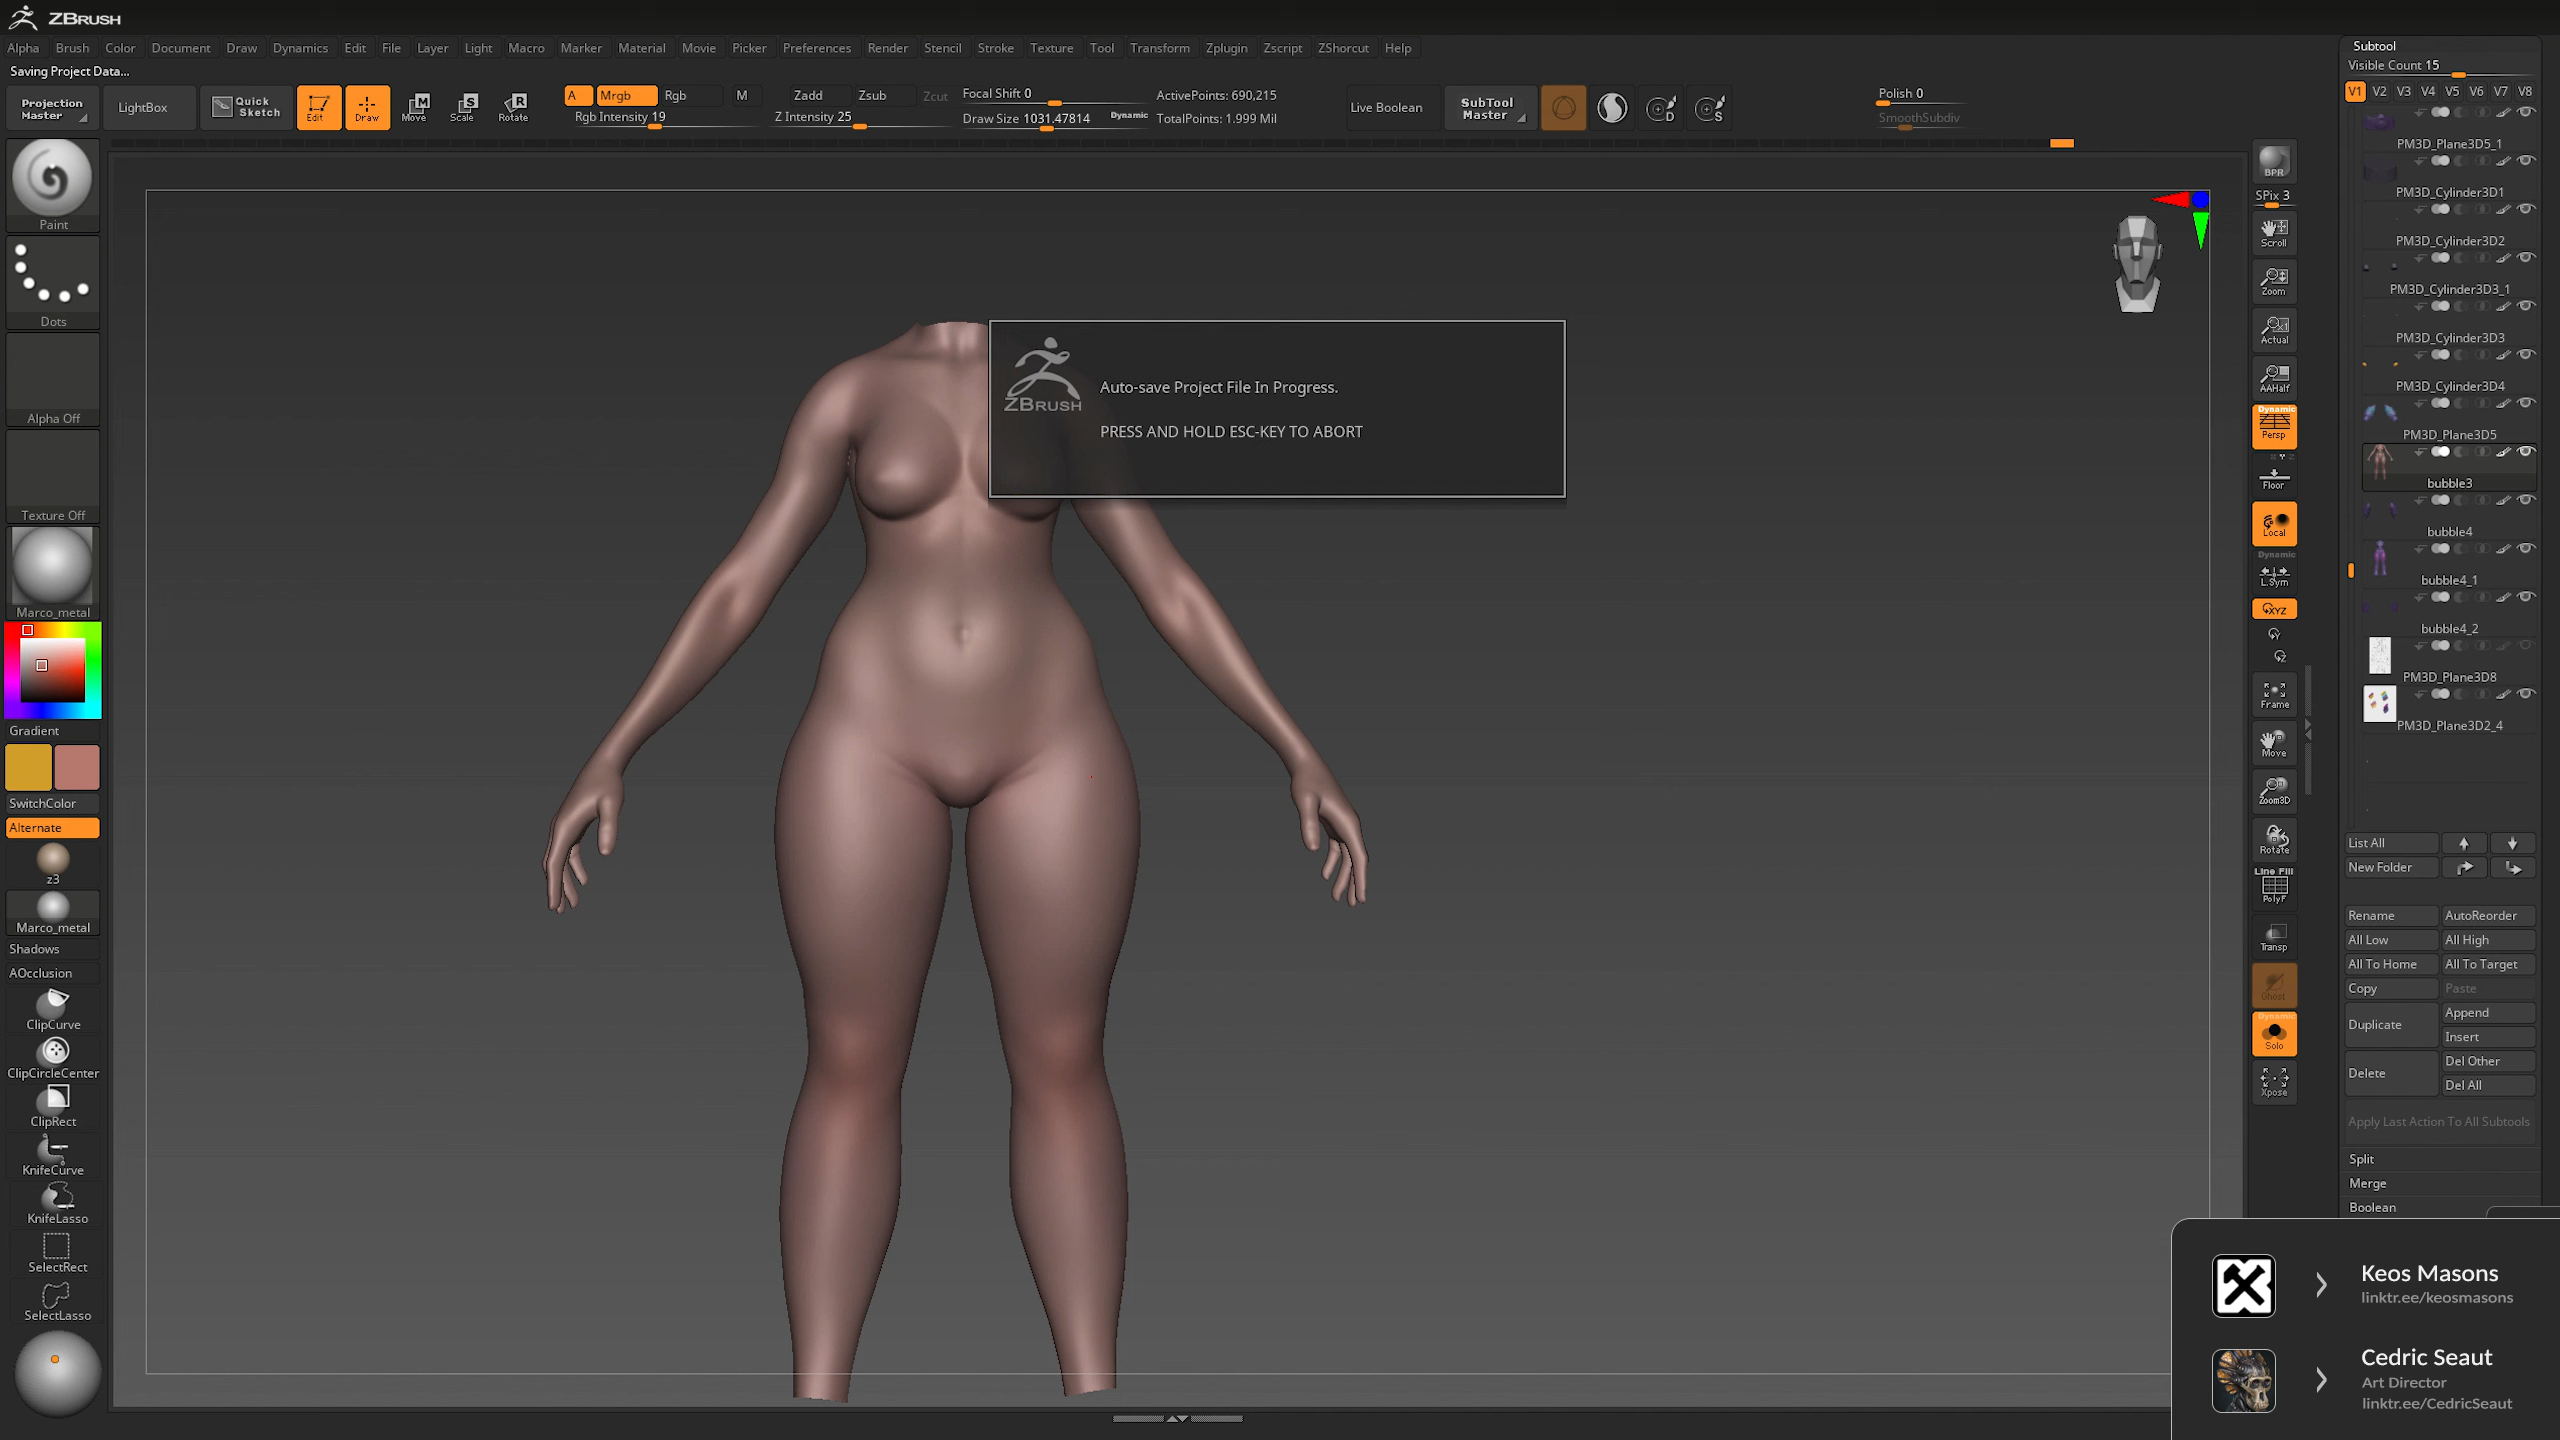 ZBRUSH
Alpha Brush Color Document Draw Dynamics Edit File Layer Light Macro Marker Material Movie Picker Preferences Render Stencil Stroke Texture Tool Transform Zplugin Zscript ZShorcut Help
Saving Project Data...
Projection Master
LightBox
Quick Sketch
Edit
Draw
Move
Scale
Rotate
A Mrgb Rgb M
Rgb Intensity 19
Zadd Zsub Zcut
Z Intensity 25
Focal Shift 0
Draw Size 1031.47814 Dynamic
ActivePoints: 690,215
TotalPoints: 1.999 Mil
Live Boolean
SubTool Master
Polish 0
SmoothSubdiv
Paint
Dots
Alpha Off
Texture Off
Marco_metal
Gradient
SwitchColor
Alternate
z3
Marco_metal
Shadows
AOcclusion
ClipCurve
ClipCircleCenter
ClipRect
KnifeCurve
KnifeLasso
SelectRect
SelectLasso
ZBRUSH
Auto-save Project File In Progress.
PRESS AND HOLD ESC-KEY TO ABORT
BPR
SPix 3
Scroll
Zoom
Actual
AAHalf
Dynamic
Persp
Floor
Local
Dynamic
L.Sym
XYZ
Frame
Move
Zoom3D
Rotate
Line Fill
PolyF
Transp
Ghost
Dynamic
Solo
Xpose
Subtool
Visible Count 15
V1 V2 V3 V4 V5 V6 V7 V8
PM3D_Plane3D5_1
PM3D_Cylinder3D1
PM3D_Cylinder3D2
PM3D_Cylinder3D3_1
PM3D_Cylinder3D3
PM3D_Cylinder3D4
PM3D_Plane3D5
bubble3
bubble4
bubble4_1
bubble4_2
PM3D_Plane3D8
PM3D_Plane3D2_4
List All
New Folder
Rename AutoReorder
All Low All High
All To Home All To Target
Copy Paste
Duplicate Append
Insert
Delete Del Other
Del All
Apply Last Action To All Subtools
Split
Merge
Boolean
Keos Masons
linktr.ee/keosmasons
Cedric Seaut
Art Director
linktr.ee/CedricSeaut